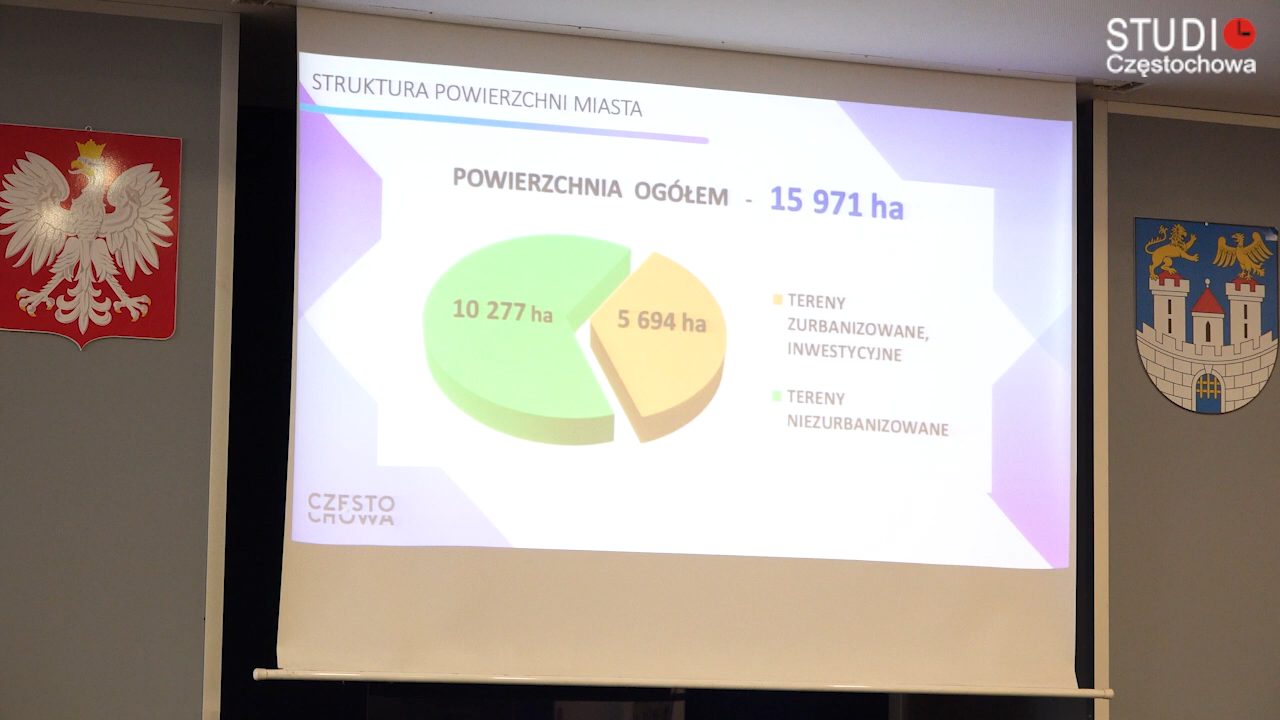 STUDI
Częstochowa
STRUKTURA POWIERZCHNI MIASTA
POWIERZCHNIA OGÓŁEM - 15 971 ha
10 277 ha
5 694 ha
TERENY
ZURBANIZOWANE,
INWESTYCYJNE
TERENY
NIEZURBANIZOWANE
CZĘSTO
CHOWA